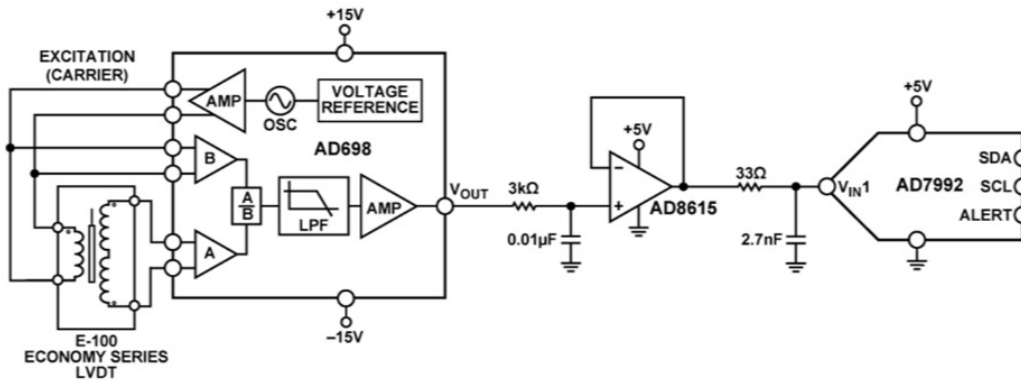 +15V
EXCITATION
(CARRIER)
AMP
OSC
VOLTAGE
REFERENCE
AD698
B
A
B
A
LPF
AMP
VOUT
–15V
E-100
ECONOMY SERIES
LVDT
3kΩ
0.01µF
+5V
–
+
AD8615
33Ω
2.7nF
+5V
VIN1
AD7992
SDA
SCL
ALERT